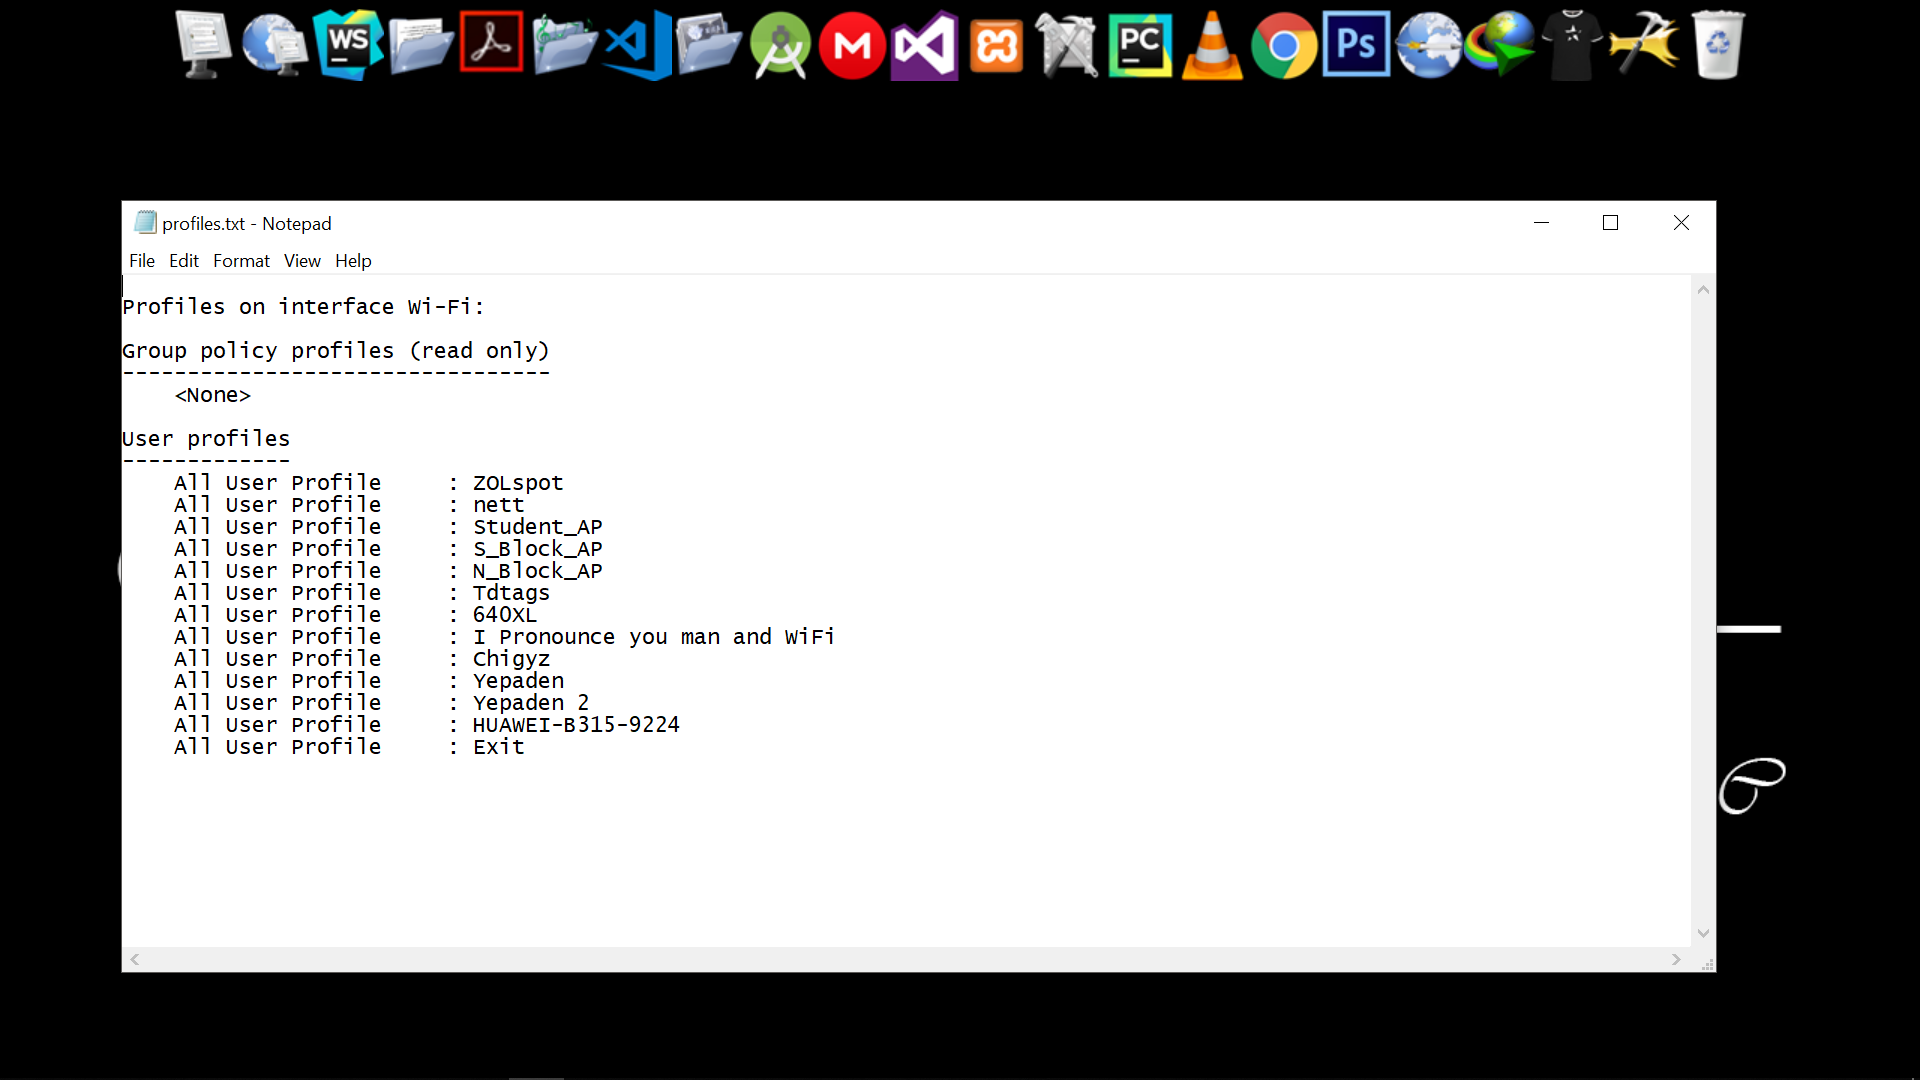 WS
PC
Ps
profiles.txt - Notepad
File Edit Format View Help
Profiles on interface Wi-Fi:
Group policy profiles (read only)
---------------------------------
    <None>
User profiles
-------------
    All User Profile     : ZOLspot
    All User Profile     : nett
    All User Profile     : Student_AP
    All User Profile     : S_Block_AP
    All User Profile     : N_Block_AP
    All User Profile     : Tdtags
    All User Profile     : 640XL
    All User Profile     : I Pronounce you man and WiFi
    All User Profile     : Chigyz
    All User Profile     : Yepaden
    All User Profile     : Yepaden 2
    All User Profile     : HUAWEI-B315-9224
    All User Profile     : Exit